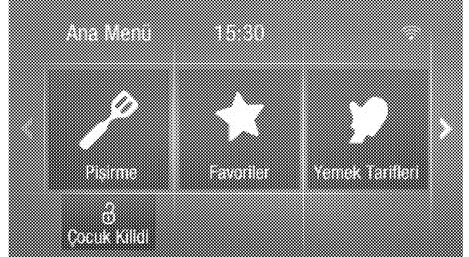 Ana Menü 15:30
Pişirme Favoriler Yemek Tarifleri
Çocuk Kilidi